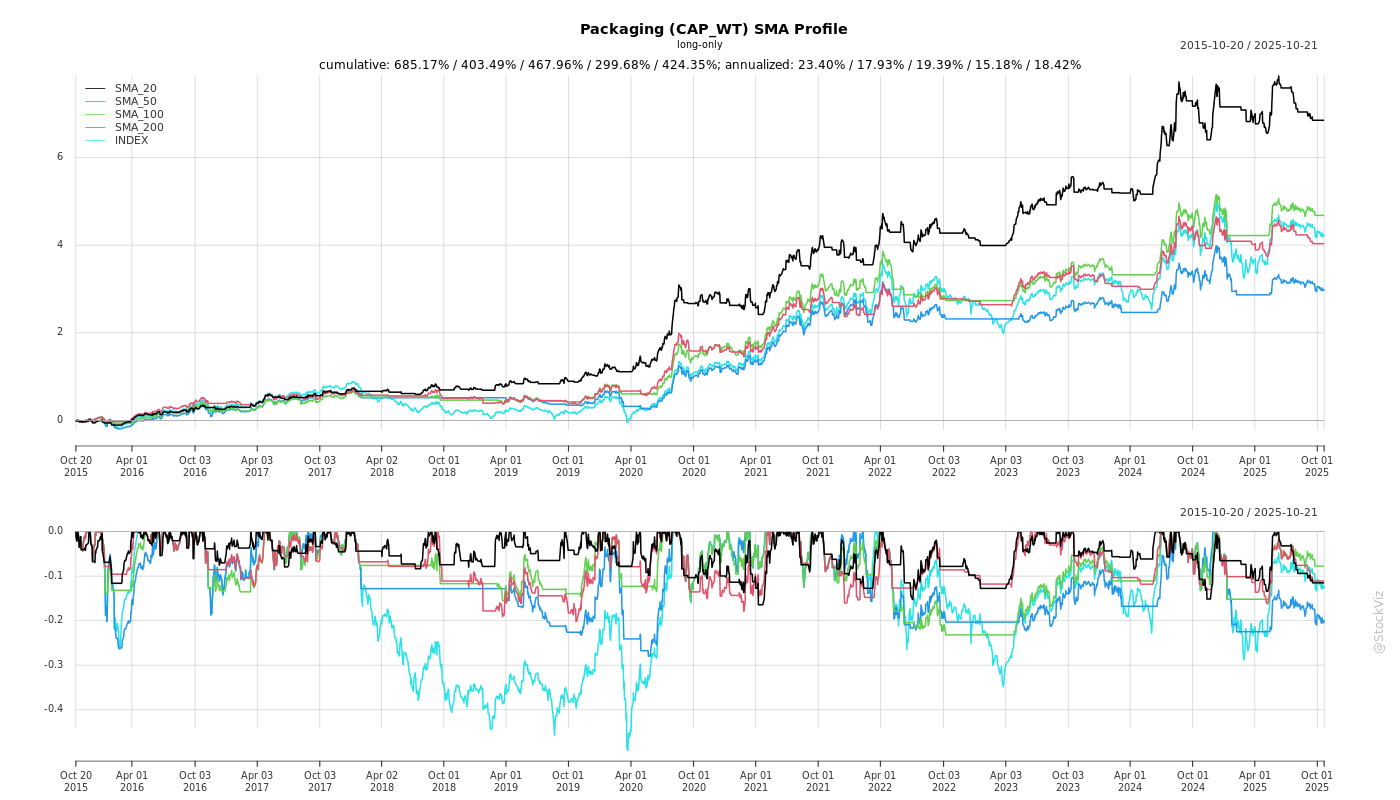 Packaging (CAP_WT) SMA Profile
long-only
2015-10-20 / 2025-10-21
cumulative: 685.17% / 403.49% / 467.96% / 299.68% / 424.35%; annualized: 23.40% / 17.93% / 19.39% / 15.18% / 18.42%
SMA_20
SMA_50
SMA_100
SMA_200
INDEX
6
4
2
0
Oct 20 Apr 01 Oct 03 Apr 03 Oct 03 Apr 02 Oct 01 Apr 01 Oct 01 Apr 01 Oct 01 Apr 01 Oct 01 Apr 01 Oct 03 Apr 03 Oct 03 Apr 01 Oct 01 Apr 01 Oct 01
2015 2016 2016 2017 2017 2018 2018 2019 2019 2020 2020 2021 2021 2022 2022 2023 2023 2024 2024 2025 2025
2015-10-20 / 2025-10-21
0.0
-0.1
-0.2
-0.3
-0.4
Oct 20 Apr 01 Oct 03 Apr 03 Oct 03 Apr 02 Oct 01 Apr 01 Oct 01 Apr 01 Oct 01 Apr 01 Oct 01 Apr 01 Oct 03 Apr 03 Oct 03 Apr 01 Oct 01 Apr 01 Oct 01
2015 2016 2016 2017 2017 2018 2018 2019 2019 2020 2020 2021 2021 2022 2022 2023 2023 2024 2024 2025 2025
@StockViz